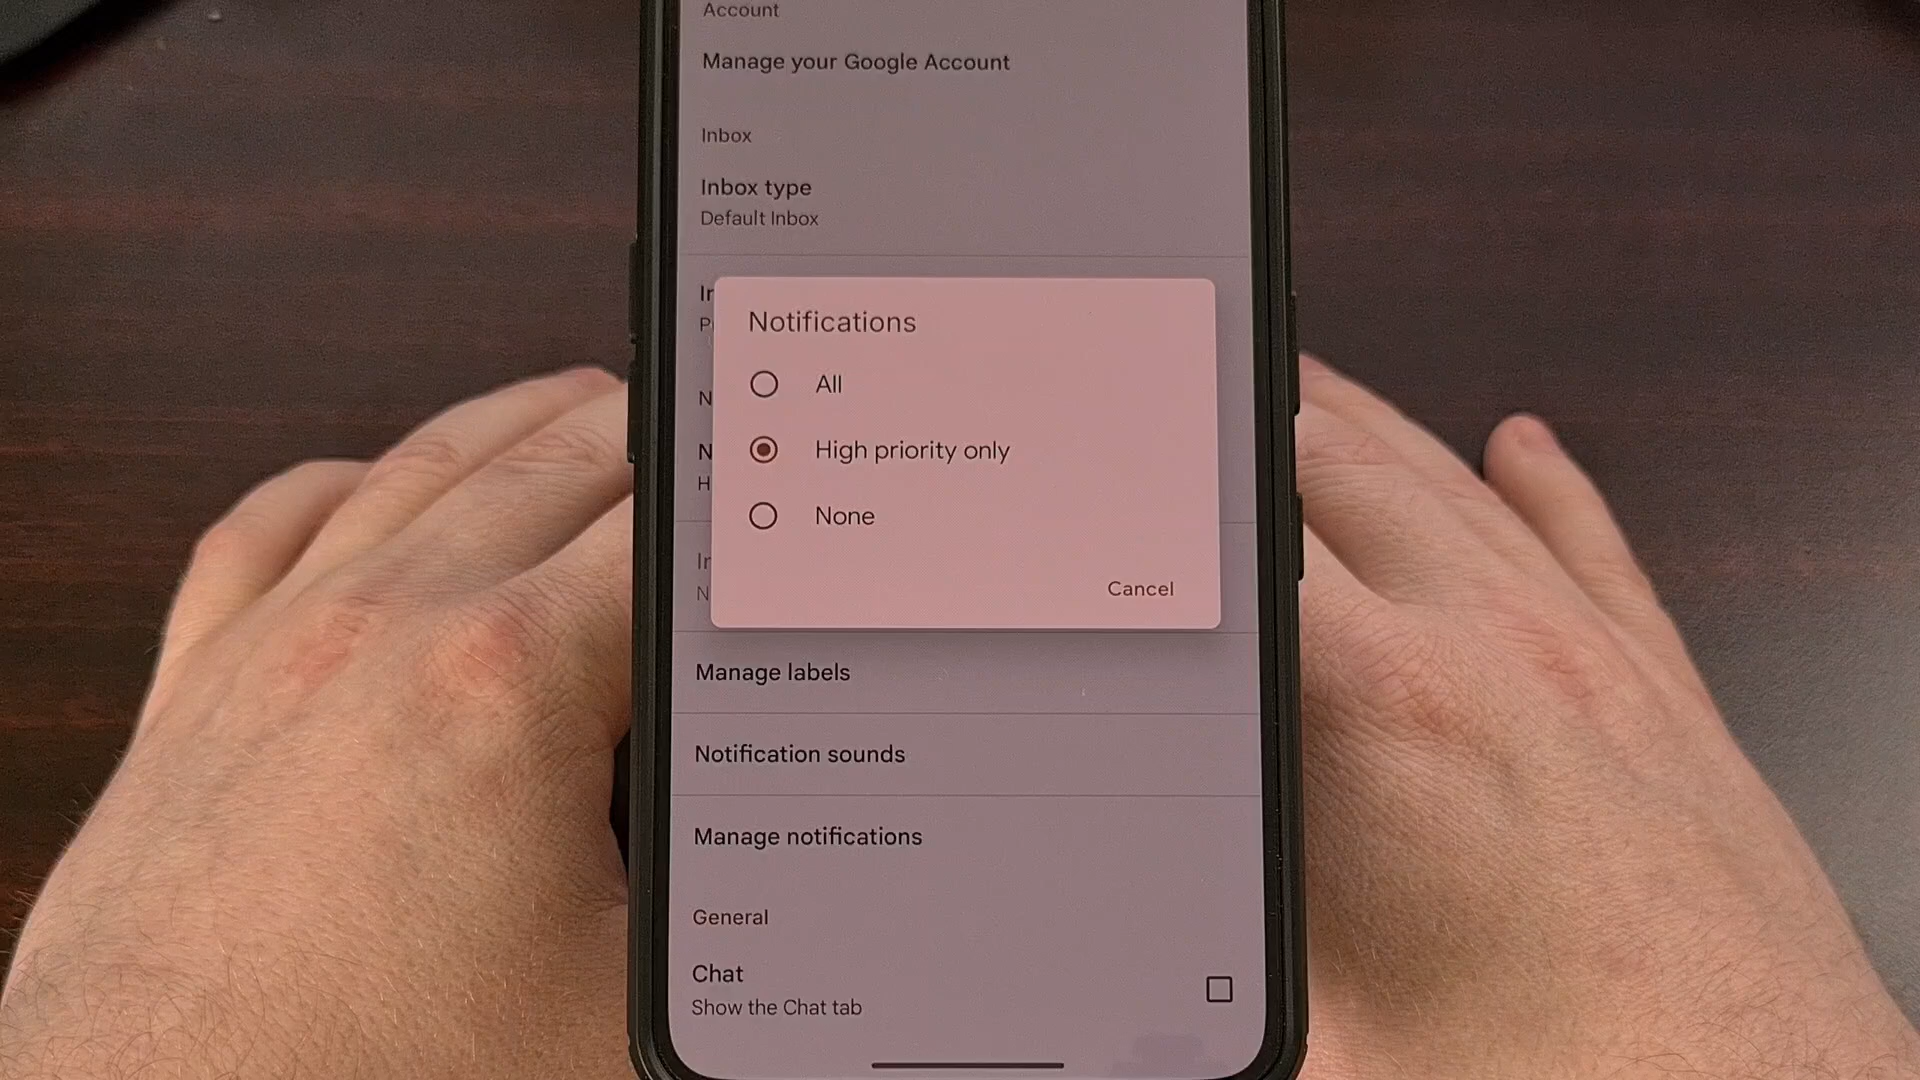 Account
Manage your Google Account
Inbox
Inbox type
Default Inbox
Notifications
All
High priority only
None
Cancel
Manage labels
Notification sounds
Manage notifications
General
Chat
Show the Chat tab